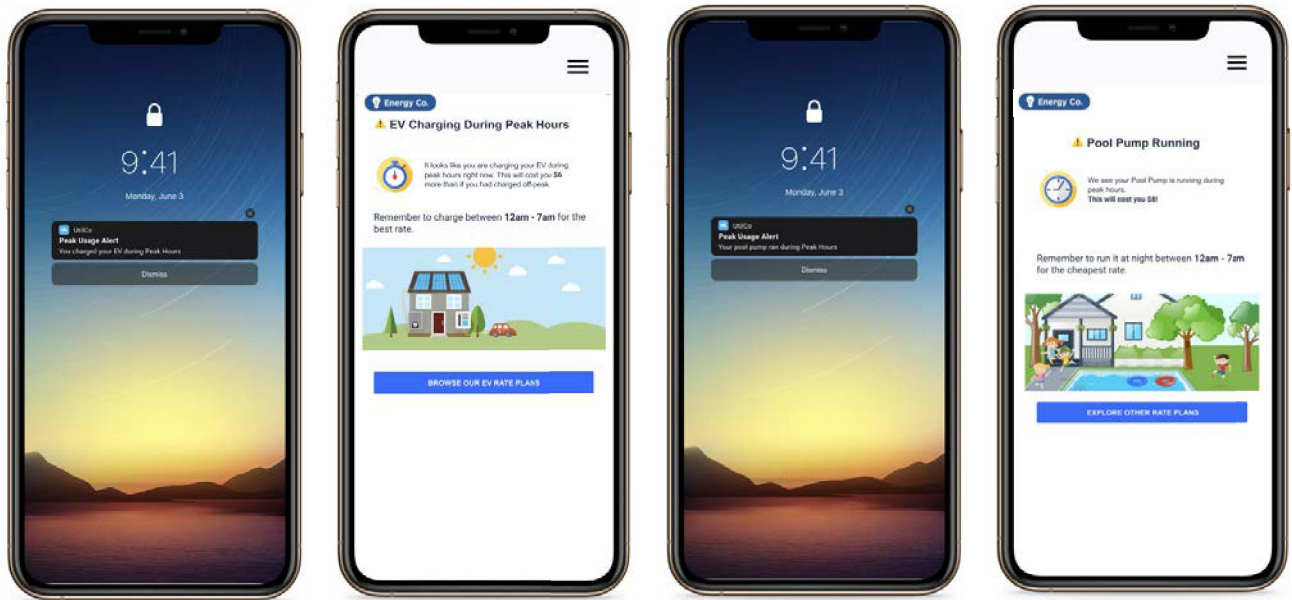 9:41
Monday, June 3
UtilCo
Peak Usage Alert
You charged your EV during Peak Hours
Dismiss
Energy Co.
EV Charging During Peak Hours
It looks like you are charging your EV during
peak hours right now. This will cost you $6
more than if you had charged off-peak
Remember to charge between 12am - 7am for the
best rate.
BROWSE OUR EV RATE PLANS
9:41
Monday, June 3
UtilCo
Peak Usage Alert
Your pool pump ran during Peak Hours
Dismiss
Energy Co.
Pool Pump Running
We see your Pool Pump is running during
peak hours.
This will cost you $8!
Remember to run it at night between 12am - 7am
for the cheapest rate.
EXPLORE OTHER RATE PLANS